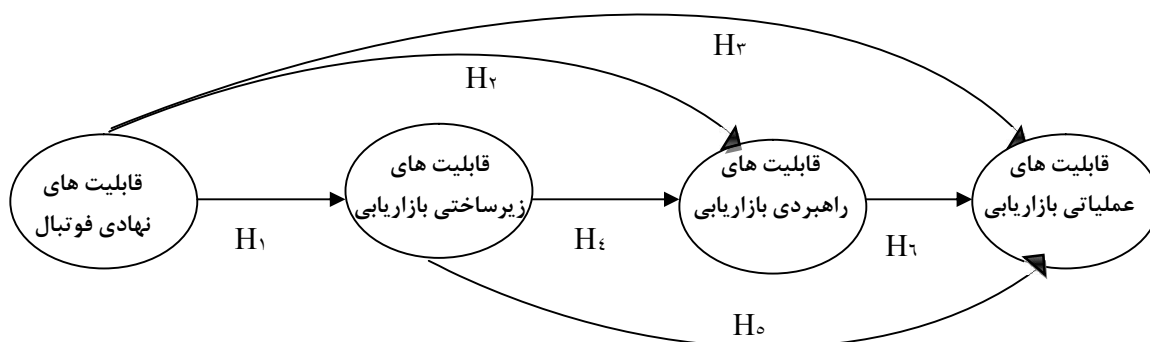 H۳
H۲
قابلیت های
نهادی فوتبال
قابلیت های
زیرساختی بازاریابی
قابلیت های
راهبردی بازاریابی
قابلیت های
عملیاتی بازاریابی
H۱
H٤
H٦
H٥